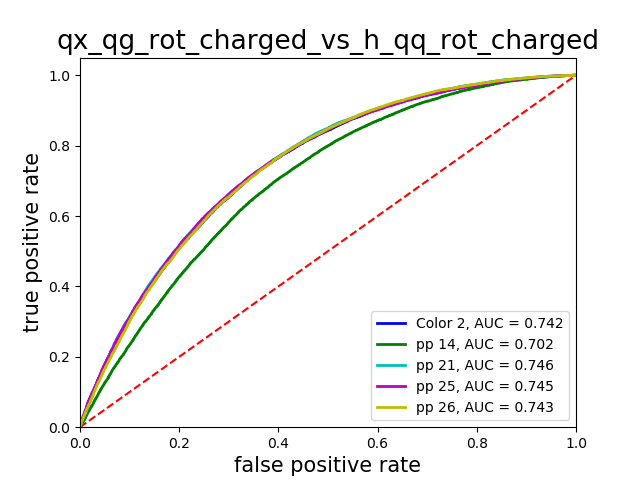 qx_qg_rot_charged_vs_h_qq_rot_charged
true positive rate
1.0
0.8
0.6
0.4
0.2
0.0
Color 2, AUC = 0.742
pp 14, AUC = 0.702
pp 21, AUC = 0.746
pp 25, AUC = 0.745
pp 26, AUC = 0.743
0.0 0.2 0.4 0.6 0.8 1.0
false positive rate